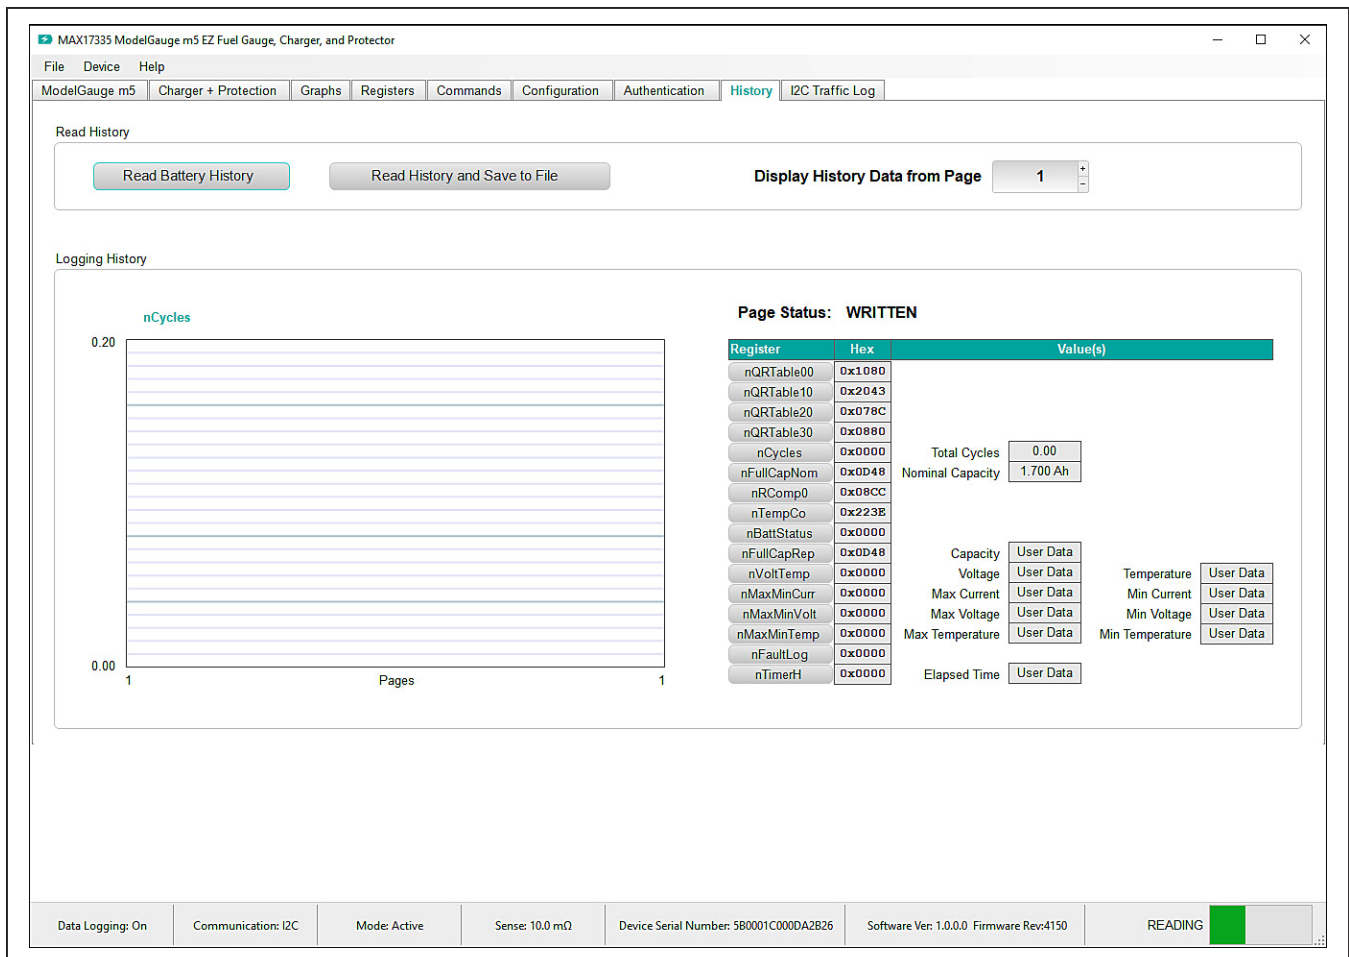 MAX17335 ModelGauge m5 EZ Fuel Gauge, Charger, and Protector
File Device Help
ModelGauge m5 Charger + Protection Graphs Registers Commands Configuration Authentication History I2C Traffic Log
Read History
Read Battery History Read History and Save to File Display History Data from Page 1 + -
Logging History
nCycles
0.20
0.00
1 Pages 1
Page Status: WRITTEN
Register Hex Value(s)
nQRTable00 0x1080
nQRTable10 0x2043
nQRTable20 0x078C
nQRTable30 0x0880
nCycles 0x0000 Total Cycles 0.00
nFullCapNom 0x0D48 Nominal Capacity 1.700 Ah
nRComp0 0x08CC
nTempCo 0x223E
nBattStatus 0x0000
nFullCapRep 0x0D48 Capacity User Data
nVoltTemp 0x0000 Voltage User Data Temperature User Data
nMaxMinCurr 0x0000 Max Current User Data Min Current User Data
nMaxMinVolt 0x0000 Max Voltage User Data Min Voltage User Data
nMaxMinTemp 0x0000 Max Temperature User Data Min Temperature User Data
nFaultLog 0x0000
nTimerH 0x0000 Elapsed Time User Data
Data Logging: On Communication: I2C Mode: Active Sense: 10.0 mΩ Device Serial Number: 5B0001C000DA2B26 Software Ver: 1.0.0.0 Firmware Rev:4150 READING